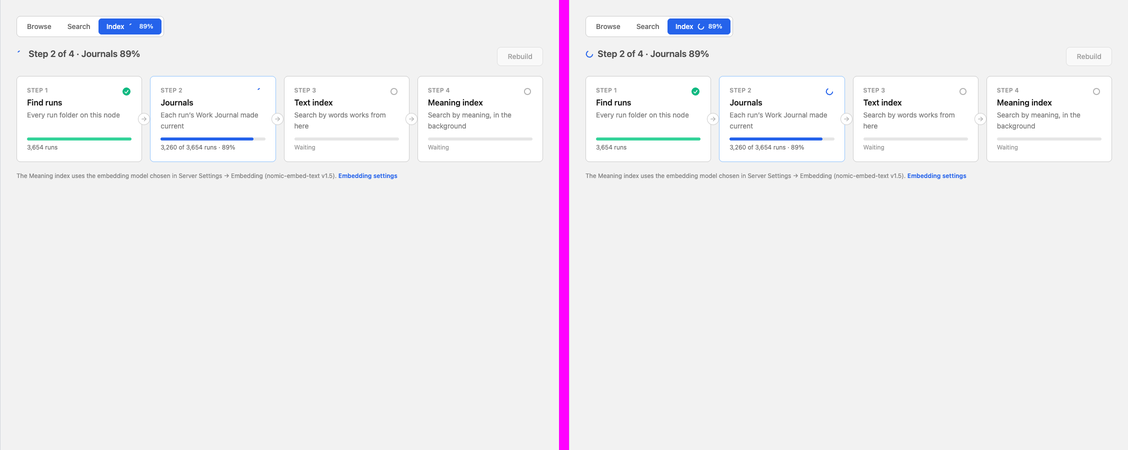 Browse Search Index 89%
Step 2 of 4 · Journals 89%
Rebuild
STEP 1
Find runs
Every run folder on this node
3,654 runs
STEP 2
Journals
Each run's Work Journal made
current
3,260 of 3,654 runs · 89%
STEP 3
Text index
Search by words works from
here
Waiting
STEP 4
Meaning index
Search by meaning, in the
background
Waiting
The Meaning index uses the embedding model chosen in Server Settings → Embedding (nomic-embed-text v1.5). Embedding settings
Browse Search Index 89%
Step 2 of 4 · Journals 89%
Rebuild
STEP 1
Find runs
Every run folder on this node
3,654 runs
STEP 2
Journals
Each run's Work Journal made
current
3,260 of 3,654 runs · 89%
STEP 3
Text index
Search by words works from
here
Waiting
STEP 4
Meaning index
Search by meaning, in the
background
Waiting
The Meaning index uses the embedding model chosen in Server Settings → Embedding (nomic-embed-text v1.5). Embedding settings